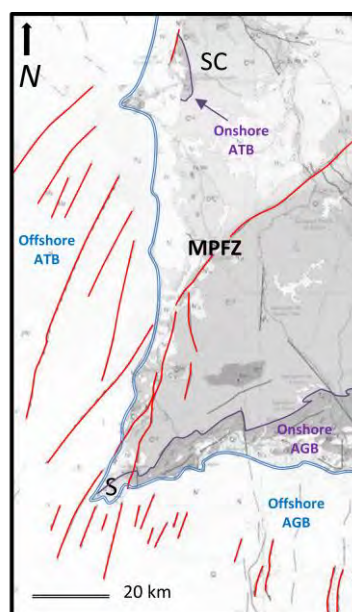 N
SC
Onshore
ATB
Offshore
ATB
MPFZ
Onshore
AGB
S
Offshore
AGB
20 km